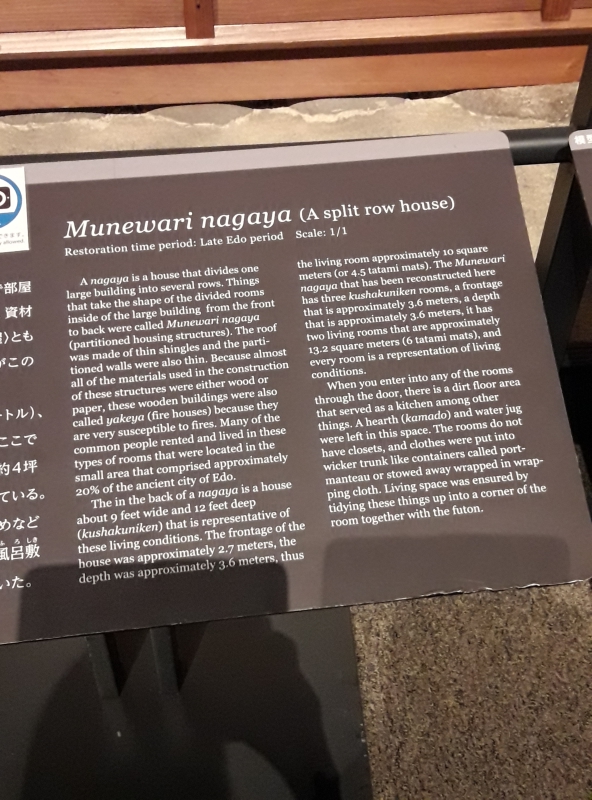 Munewari nagaya (A split row house)
Restoration time period: Late Edo period Scale: 1/1
A nagaya is a house that divides one
large building into several rows. Things
that take the shape of the divided rooms
inside of the large building from the front
to back were called Munewari nagaya
(partitioned housing structures). The roof
was made of thin shingles and the parti-
tioned walls were also thin. Because almost
all of the materials used in the construction
of these structures were either wood or
paper, these wooden buildings were also
called yakeya (fire houses) because they
are very susceptible to fires. Many of the
common people rented and lived in these
types of rooms that were located in the
small area that comprised approximately
20% of the ancient city of Edo.
The in the back of a nagaya is a house
about 9 feet wide and 12 feet deep
(kushakuniken) that is representative of
these living conditions. The frontage of the
house was approximately 2.7 meters, the
depth was approximately 3.6 meters, thus
the living room approximately 10 square
meters (or 4.5 tatami mats). The Munewari
nagaya that has been reconstructed here
has three kushakuniken rooms, a frontage
that is approximately 3.6 meters, a depth
that is approximately 3.6 meters, it has
two living rooms that are approximately
13.2 square meters (6 tatami mats), and
every room is a representation of living
conditions.
When you enter into any of the rooms
through the door, there is a dirt floor area
that served as a kitchen among other
things. A hearth (kamado) and water jug
were left in this space. The rooms do not
have closets, and clothes were put into
wicker trunk like containers called port-
manteau or stowed away wrapped in wrap-
ping cloth. Living space was ensured by
tidying these things up into a corner of the
room together with the futon.
部屋
資材
とも
がこの
トル)、
ここで
約4坪
ている。
めなど
風呂敷
いた。